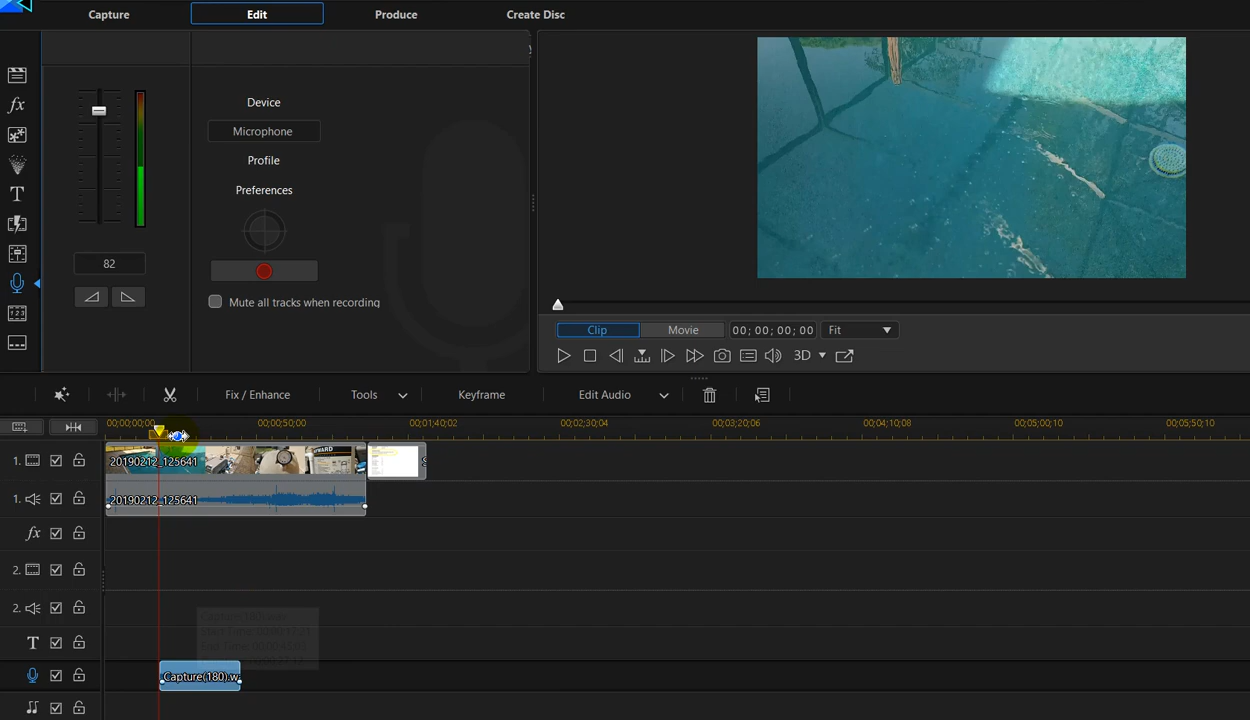 Capture Edit Produce Create Disc
Device
Microphone
Profile
Preferences
82
Mute all tracks when recording
Clip Movie 00; 00; 00; 00 Fit
3D
Fix / Enhance Tools Keyframe Edit Audio
00;00;00;00 00;00;50;00 00;01;40;02 00;02;30;04 00;03;20;06 00;04;10;08 00;05;00;10 00;05;50;10
1. 20190212_125641
1. 20190212_125641
fx
2.
2.
T
Capture(180).w